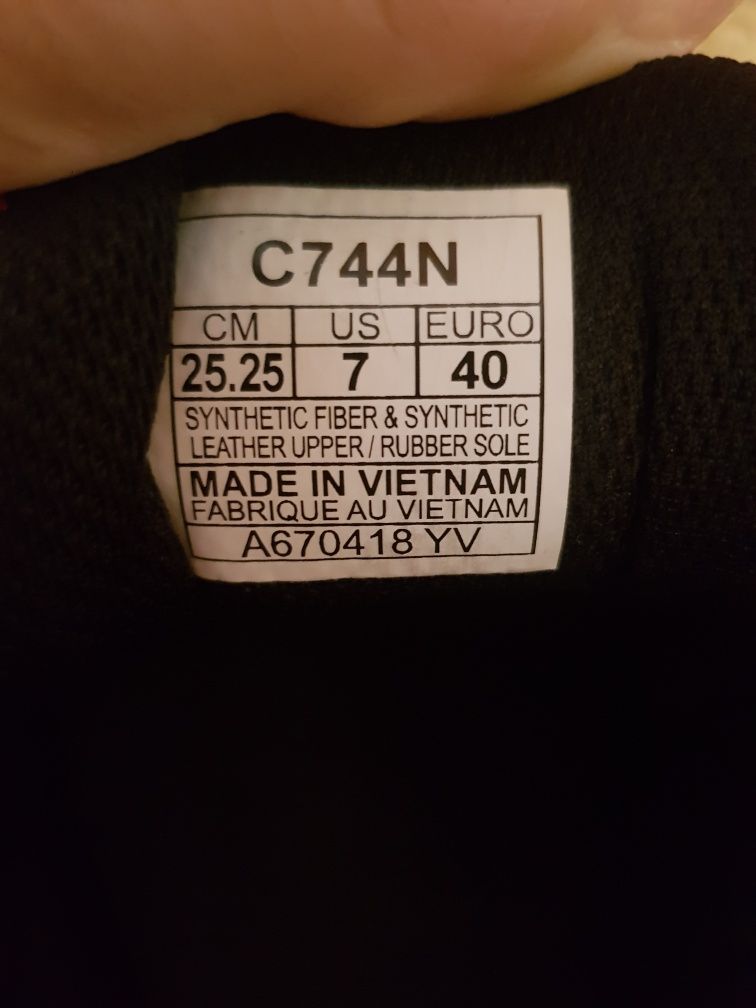 C744N
CM US EURO
25.25 7 40
SYNTHETIC FIBER & SYNTHETIC
LEATHER UPPER / RUBBER SOLE
MADE IN VIETNAM
FABRIQUE AU VIETNAM
A670418 YV